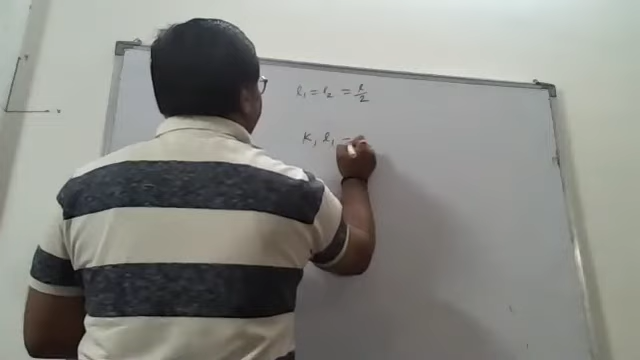 l₁ = l₂ = l/2
K₁ l₁ =